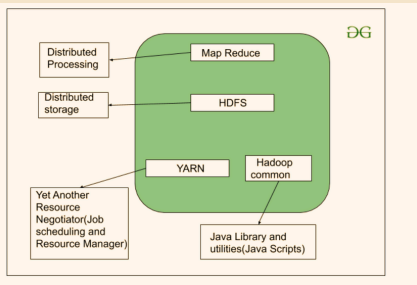 Distributed
Processing
Map Reduce
Distributed
storage
HDFS
YARN
Hadoop
common
Yet Another
Resource
Negotiator(Job
scheduling and
Resource Manager)
Java Library and
utilities(Java Scripts)